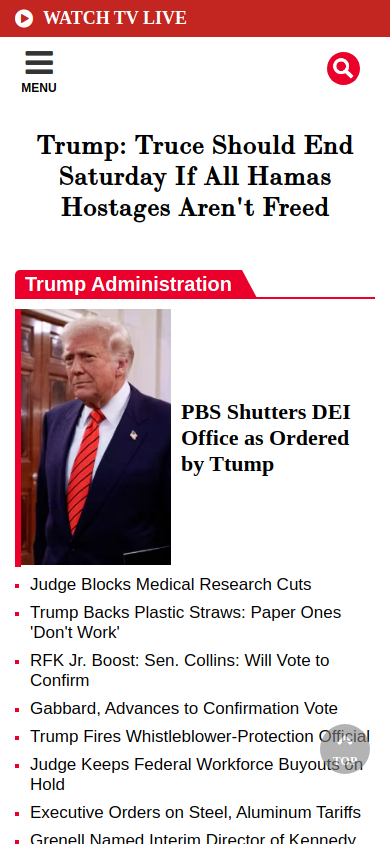 WATCH TV LIVE
MENU
Trump: Truce Should End
Saturday If All Hamas
Hostages Aren't Freed
Trump Administration
PBS Shutters DEI
Office as Ordered
by Ttump
Judge Blocks Medical Research Cuts
Trump Backs Plastic Straws: Paper Ones
'Don't Work'
RFK Jr. Boost: Sen. Collins: Will Vote to
Confirm
Gabbard, Advances to Confirmation Vote
Trump Fires Whistleblower-Protection Official
Judge Keeps Federal Workforce Buyouts on
Hold
TOP
Executive Orders on Steel, Aluminum Tariffs
Grenell Named Interim Director of Kennedy